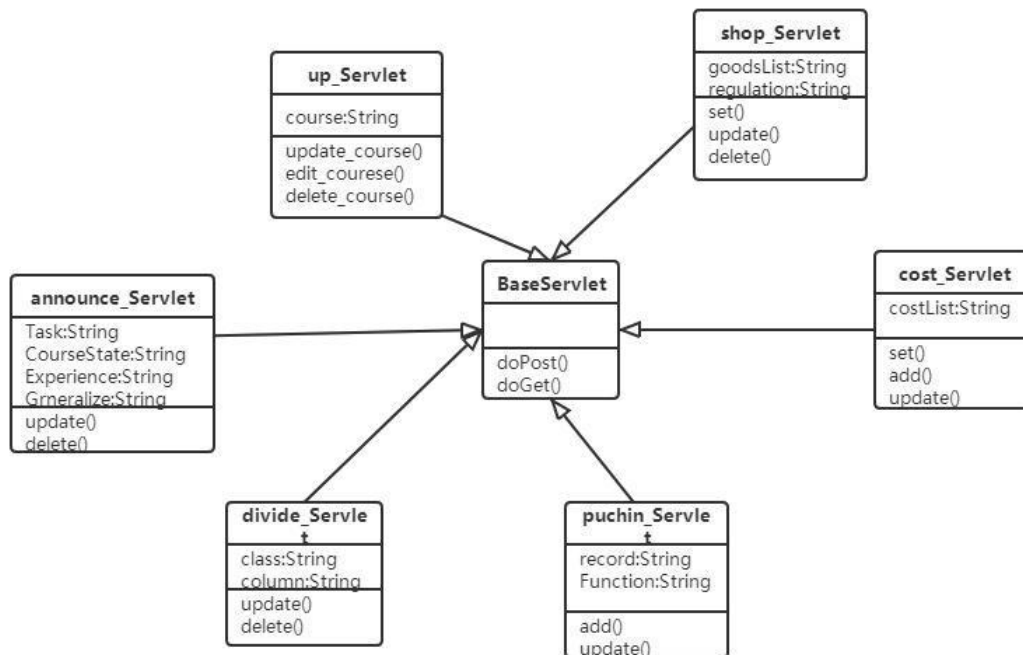 shop_Servlet
goodsList:String
regulation:String
set()
update()
delete()
up_Servlet
course:String
update_course()
edit_courese()
delete_course()
BaseServlet
doPost()
doGet()
cost_Servlet
costList:String
set()
add()
update()
announce_Servlet
Task:String
CourseState:String
Experience:String
Grneralize:String
update()
delete()
divide_Servle
t
class:String
column:String
update()
delete()
puchin_Servle
t
record:String
Function:String
add()
update()